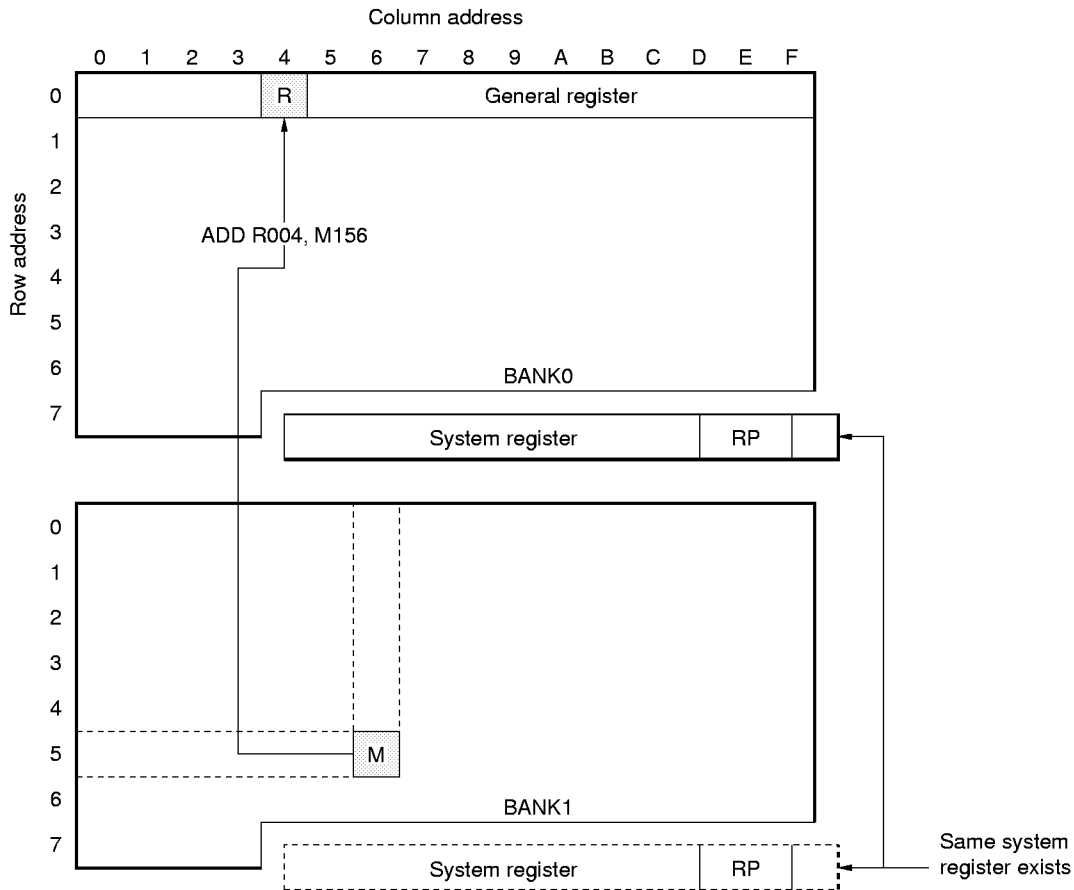 Column address
0 1 2 3 4 5 6 7 8 9 A B C D E F
Row address
0 R General register
1
2
3 ADD R004, M156
4
5
6 BANK0
7 System register RP
0
1
2
3
4
5 M
6 BANK1
7 System register RP
Same system
register exists